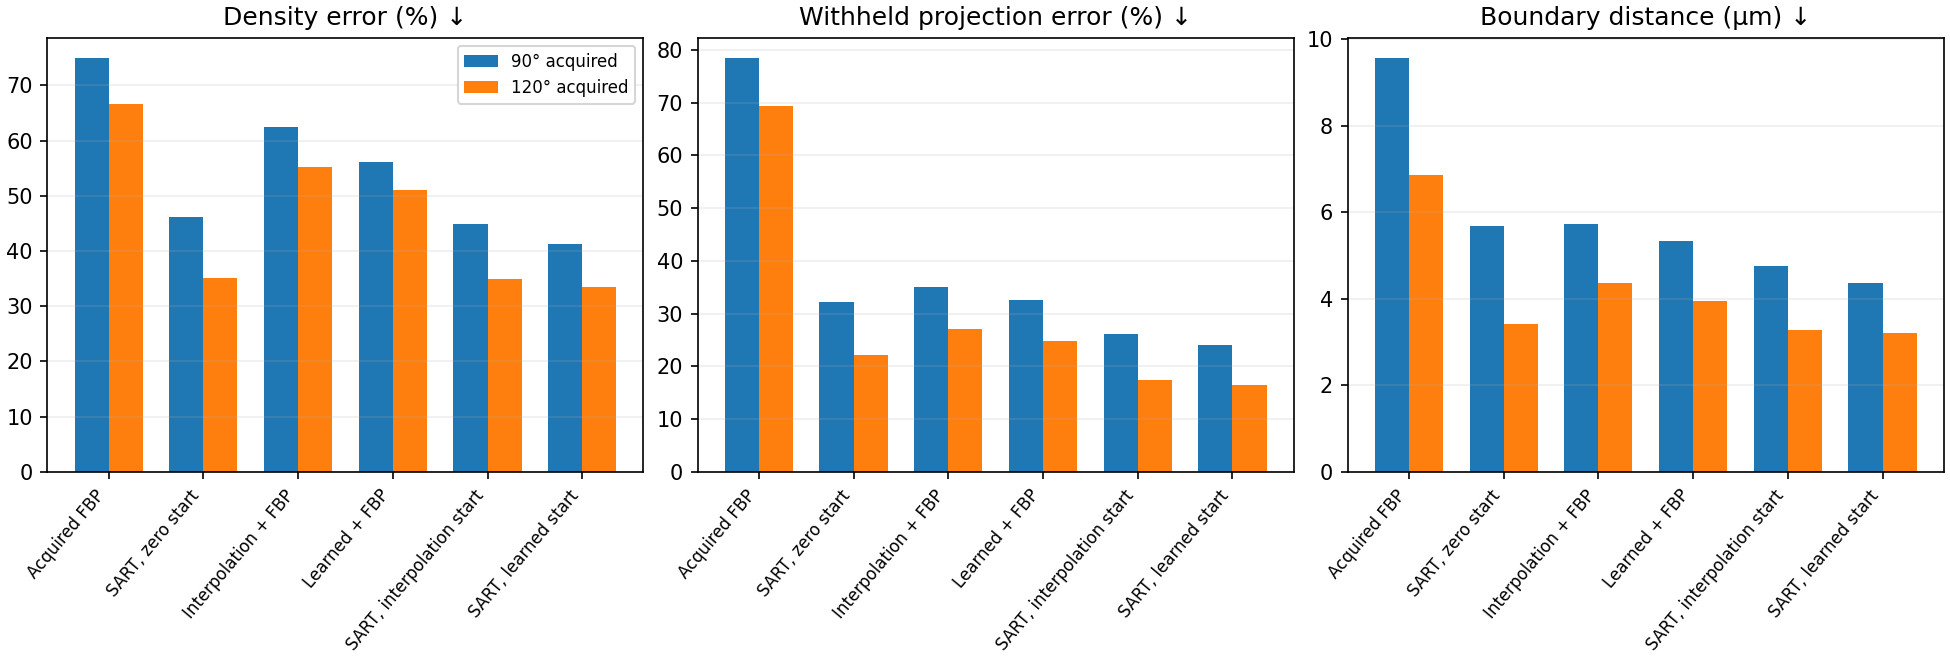 Density error (%) ↓
70
60
50
40
30
20
10
0
90° acquired
120° acquired
Acquired FBP
SART, zero start
Interpolation + FBP
Learned + FBP
SART, interpolation start
SART, learned start
Withheld projection error (%) ↓
80
70
60
50
40
30
20
10
0
Acquired FBP
SART, zero start
Interpolation + FBP
Learned + FBP
SART, interpolation start
SART, learned start
Boundary distance (μm) ↓
10
8
6
4
2
0
Acquired FBP
SART, zero start
Interpolation + FBP
Learned + FBP
SART, interpolation start
SART, learned start